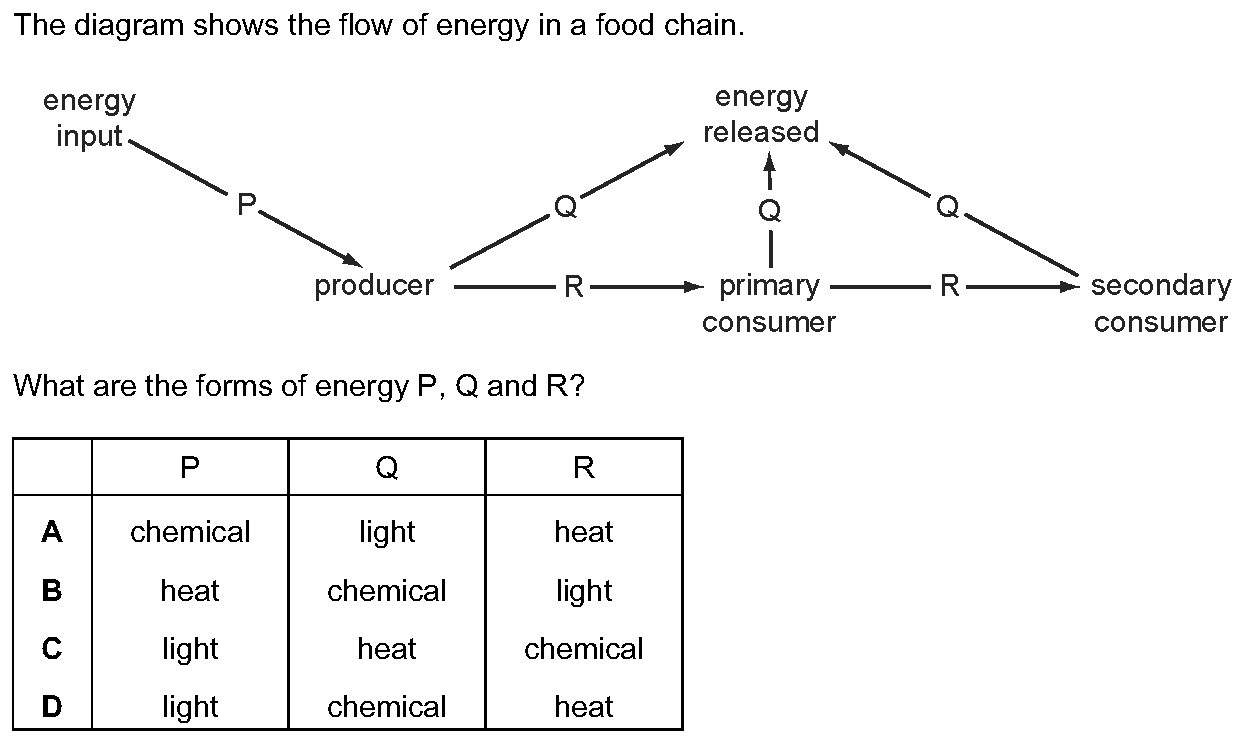 The diagram shows the flow of energy in a food chain.
energy
input
energy
released
P
Q
Q
Q
producer
R
primary
consumer
R
secondary
consumer
What are the forms of energy P, Q and R?
P Q R
A chemical light heat
B heat chemical light
C light heat chemical
D light chemical heat